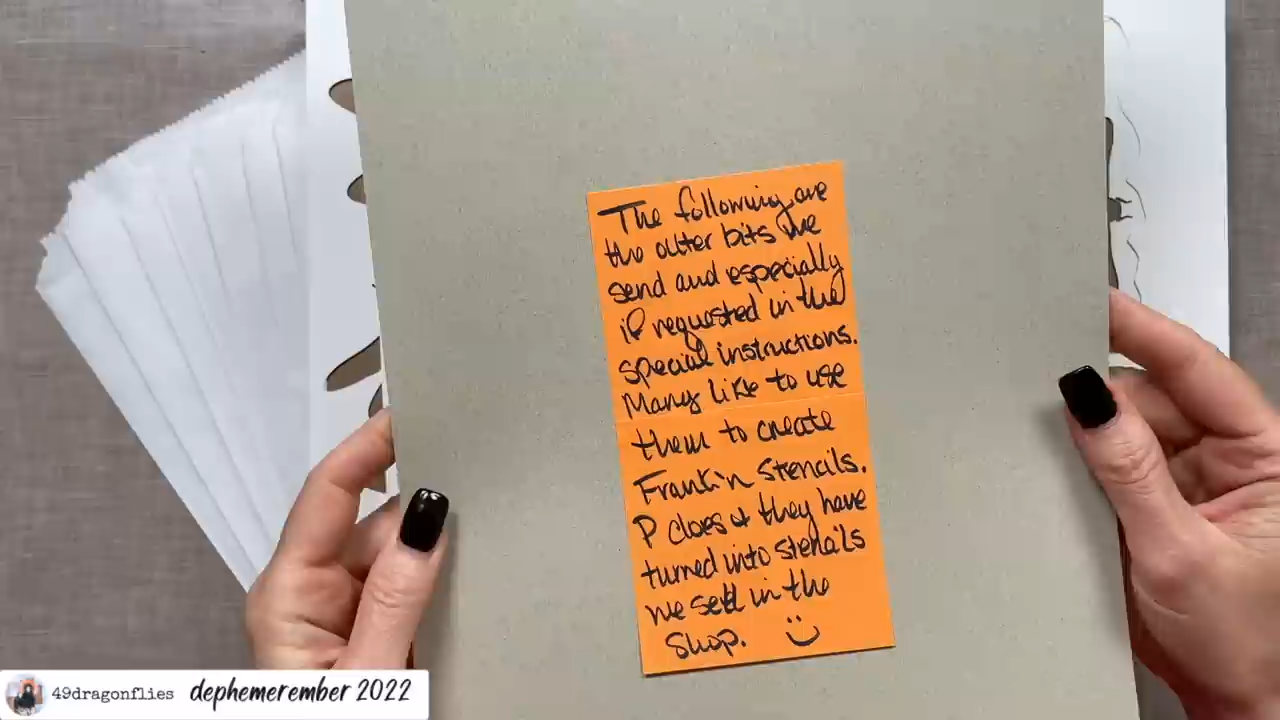 The following are
the outer bits we
send and especially
if requested in the
special instructions.
Many like to use
them to create
Frankin Stencils.
P does & they have
turned into stencils
we sell in the
Shop.
49dragonflies dephemerember 2022